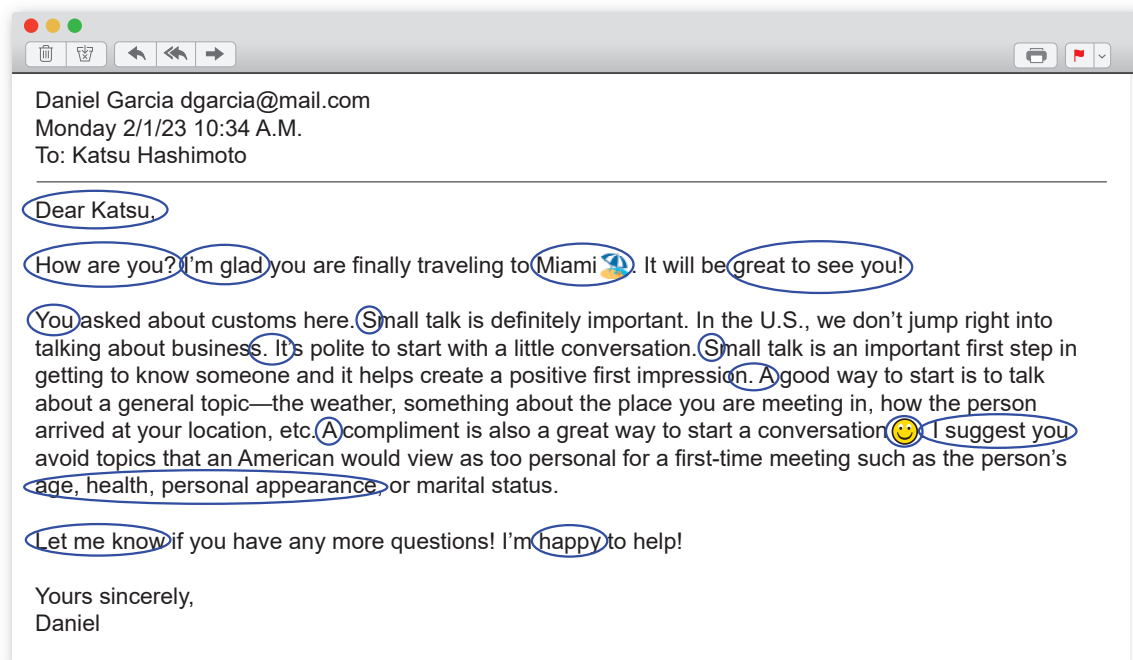 Daniel Garcia dgarcia@mail.com
Monday 2/1/23 10:34 A.M.
To: Katsu Hashimoto
Dear Katsu,
How are you? I'm glad you are finally traveling to Miami 🏖. It will be great to see you!
You asked about customs here. Small talk is definitely important. In the U.S., we don't jump right into
talking about business. It's polite to start with a little conversation. Small talk is an important first step in
getting to know someone and it helps create a positive first impression. A good way to start is to talk
about a general topic—the weather, something about the place you are meeting in, how the person
arrived at your location, etc. A compliment is also a great way to start a conversation 🙂. I suggest you
avoid topics that an American would view as too personal for a first-time meeting such as the person's
age, health, personal appearance, or marital status.
Let me know if you have any more questions! I'm happy to help!
Yours sincerely,
Daniel